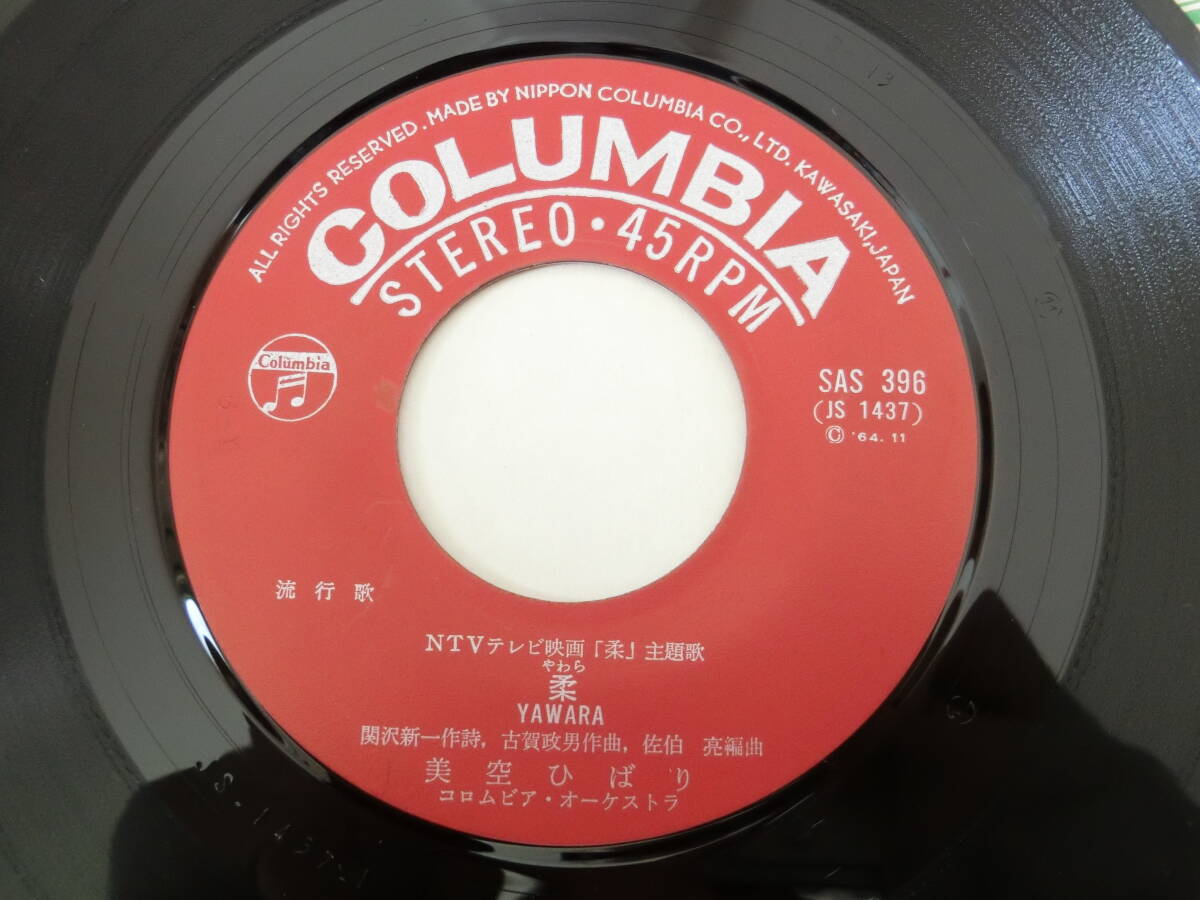 ALL RIGHTS RESERVED. MADE BY NIPPON COLUMBIA CO., LTD. KAWASAKI, JAPAN
COLUMBIA
STEREO・45RPM
Columbia
SAS 396
(JS 1437)
© '64. 11
流行歌
NTVテレビ映画「柔」主題歌
やわら
柔
YAWARA
関沢新一作詩, 古賀政男作曲, 佐伯 亮編曲
美空ひばり
コロムビア・オーケストラ